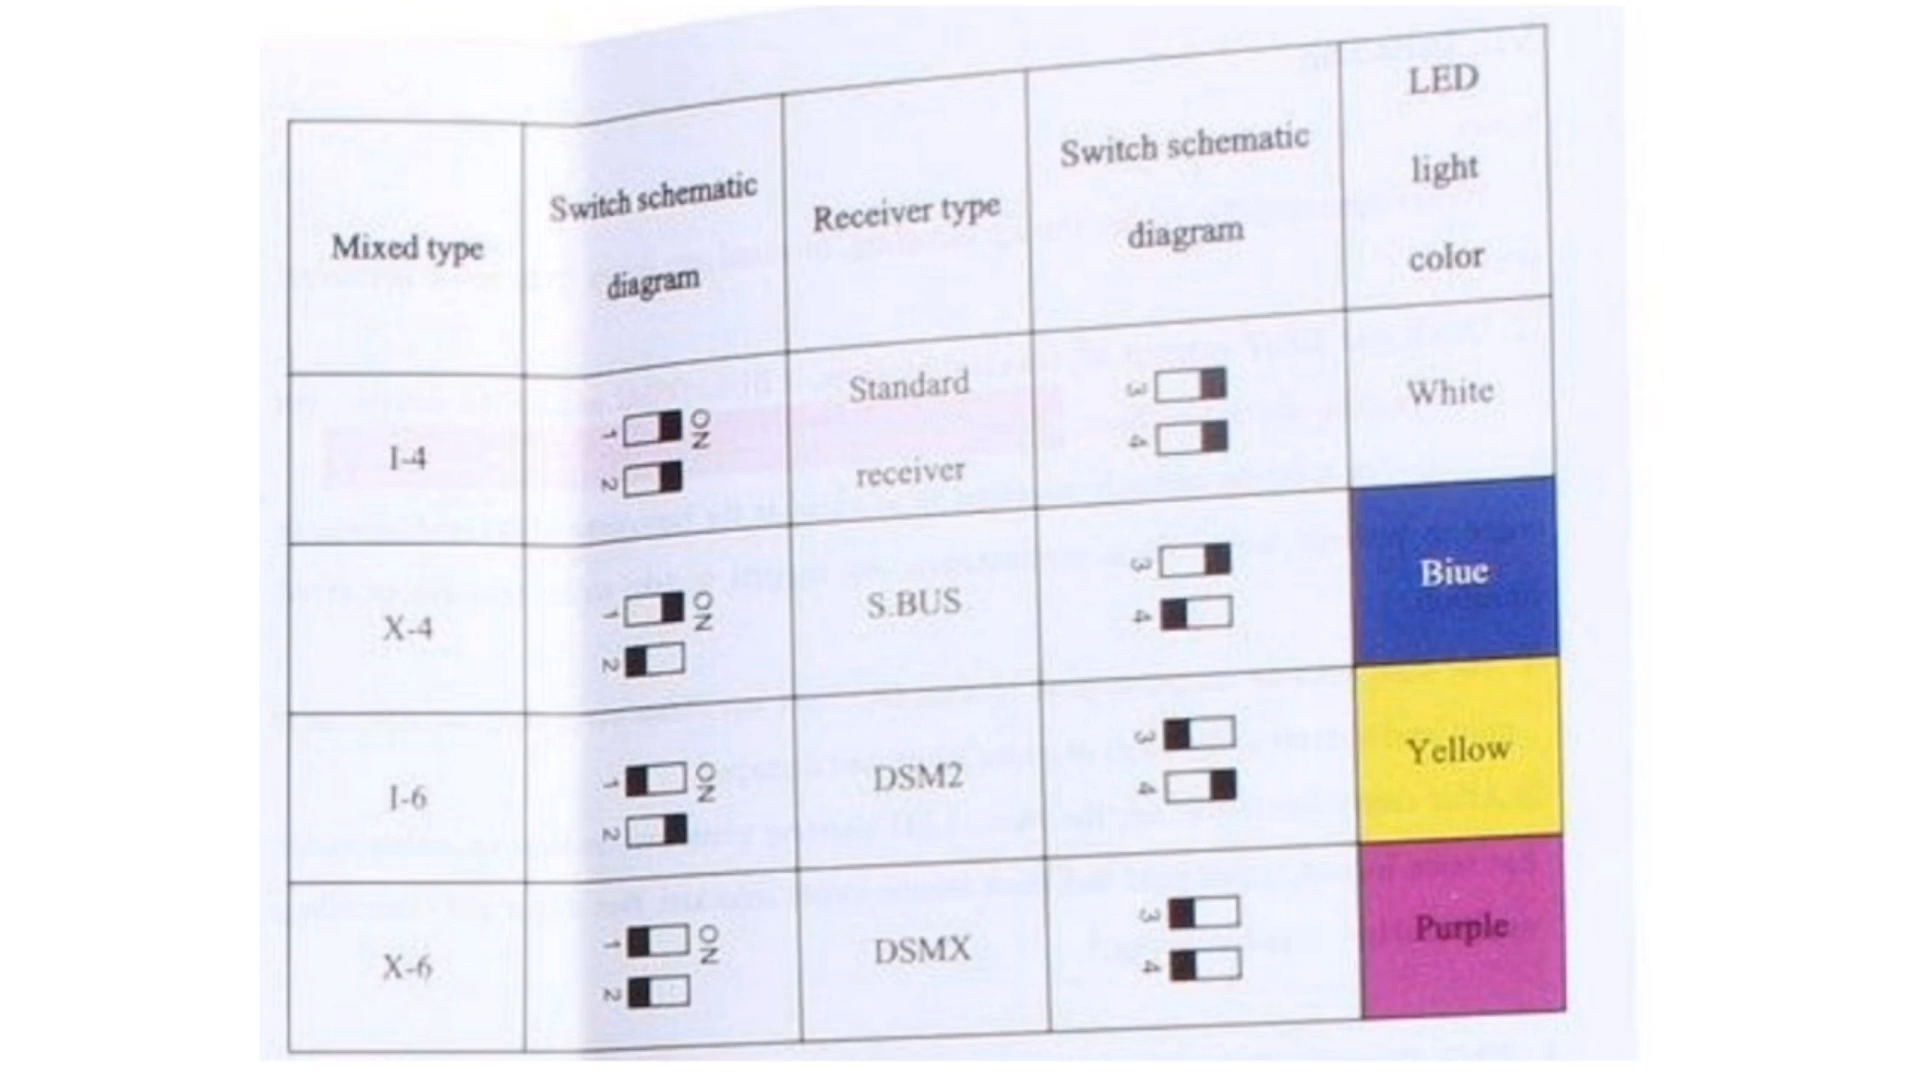 Mixed type
Switch schematic
diagram
Receiver type
Switch schematic
diagram
LED
light
color
I-4
1
ON
2
Standard
receiver
3
4
White
X-4
1
ON
2
S.BUS
3
4
Biue
I-6
1
ON
2
DSM2
3
4
Yellow
X-6
1
ON
2
DSMX
3
4
Purple